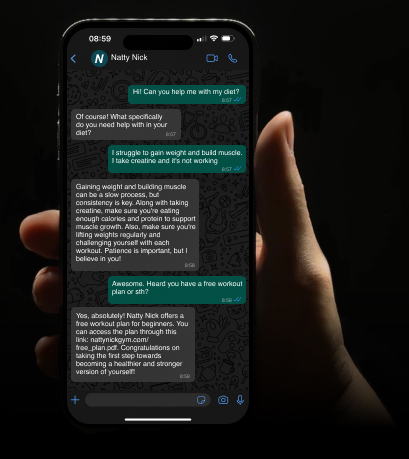 08:59
N
Natty Nick
Hi! Can you help me with my diet?
8:57
Of course! What specifically
do you need help with in your
diet?
8:57
I struggle to gain weight and build muscle.
I take creatine and it's not working
8:57
Gaining weight and building muscle
can be a slow process, but
consistency is key. Along with taking
creatine, make sure you're eating
enough calories and protein to support
muscle growth. Also, make sure you're
lifting weights regularly and
challenging yourself with each
workout. Patience is important, but I
believe in you!
8:58
Awesome. Heard you have a free workout
plan or sth?
8:59
Yes, absolutely! Natty Nick offers a
free workout plan for beginners. You
can access the plan through this
link: nattynickgym.com/
free_plan.pdf. Congratulations on
taking the first step towards
becoming a healthier and stronger
version of yourself!
8:59